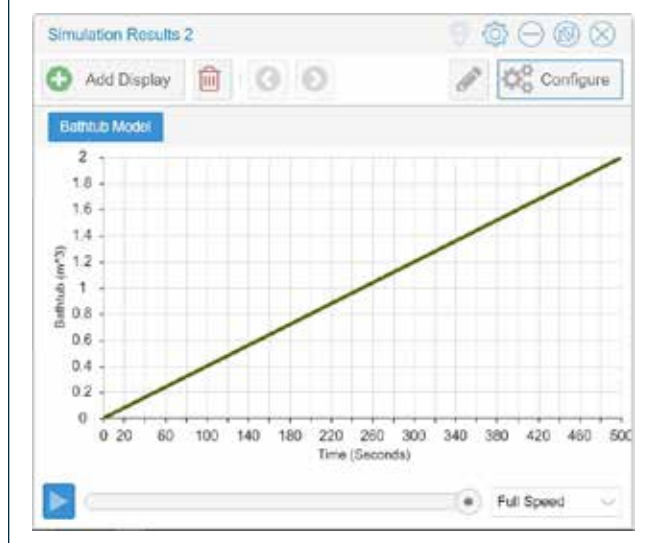 Simulation Results 2
Add Display
Configure
Bathtub Model
2
1.8
1.6
1.4
1.2
1
0.8
0.6
0.4
0.2
0
Bathtub (m^3)
0 20 60 100 140 180 220 260 300 340 380 420 460 500
Time (Seconds)
Full Speed